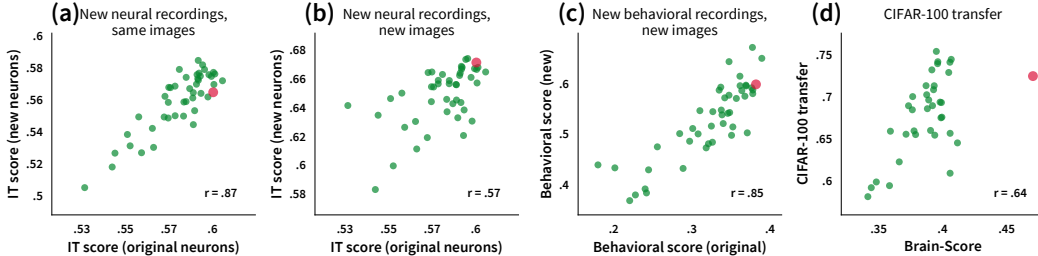 (a)
New neural recordings,
same images
IT score (new neurons)
.6
.58
.56
.54
.52
.5
r = .87
.53
.55
.57
.6
IT score (original neurons)
(b)
New neural recordings,
new images
IT score (new neurons)
.68
.66
.64
.62
.60
.58
r = .57
.53
.55
.57
.6
IT score (original neurons)
(c)
New behavioral recordings,
new images
Behavioral score (new)
.6
.5
.4
r = .85
.2
.3
.4
Behavioral score (original)
(d)
CIFAR-100 transfer
CIFAR-100 transfer
.75
.7
.65
.6
r = .64
.35
.4
.45
Brain-Score